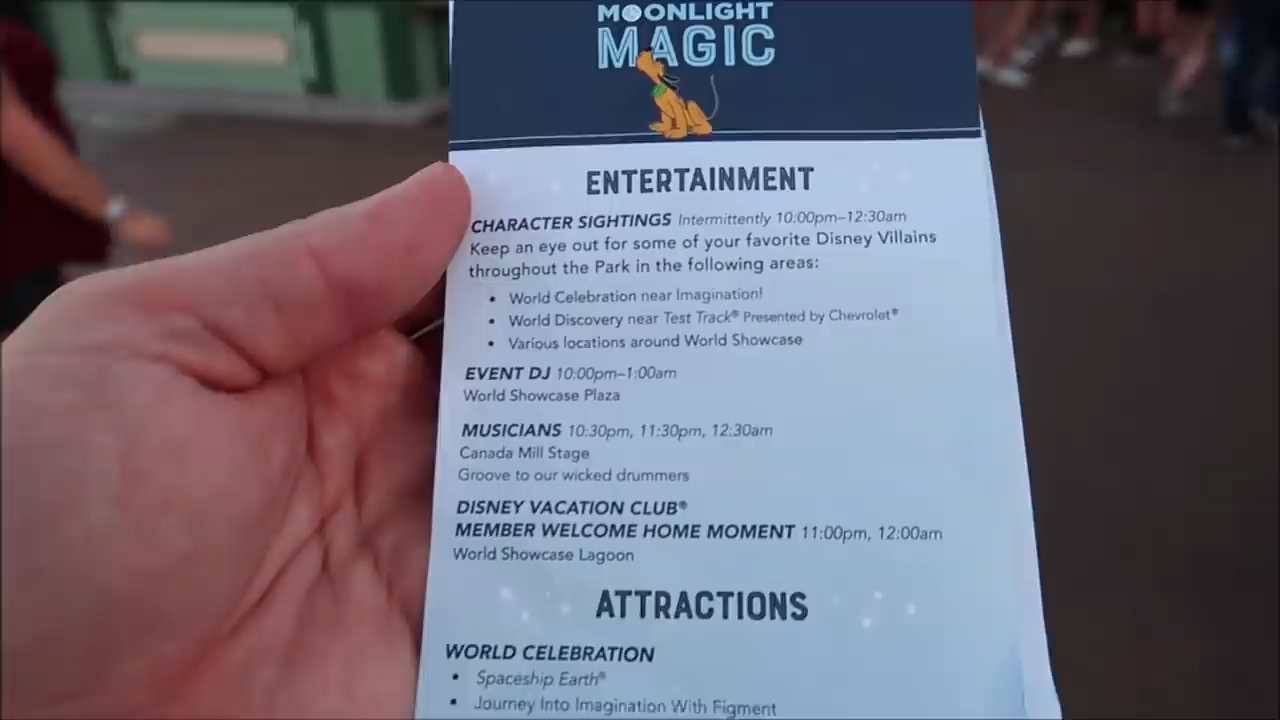 MOONLIGHT
MAGIC
ENTERTAINMENT
CHARACTER SIGHTINGS Intermittently 10:00pm–12:30am
Keep an eye out for some of your favorite Disney Villains
throughout the Park in the following areas:
• World Celebration near Imagination!
• World Discovery near Test Track® Presented by Chevrolet®
• Various locations around World Showcase
EVENT DJ 10:00pm–1:00am
World Showcase Plaza
MUSICIANS 10:30pm, 11:30pm, 12:30am
Canada Mill Stage
Groove to our wicked drummers
DISNEY VACATION CLUB®
MEMBER WELCOME HOME MOMENT 11:00pm, 12:00am
World Showcase Lagoon
ATTRACTIONS
WORLD CELEBRATION
• Spaceship Earth®
• Journey Into Imagination With Figment